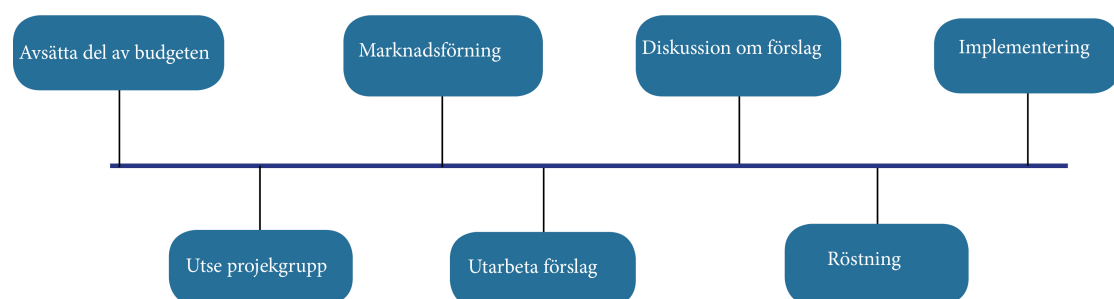 Avsätta del av budgeten
Marknadsförning
Diskussion om förslag
Implementering
Utse projekgrupp
Utarbeta förslag
Röstning